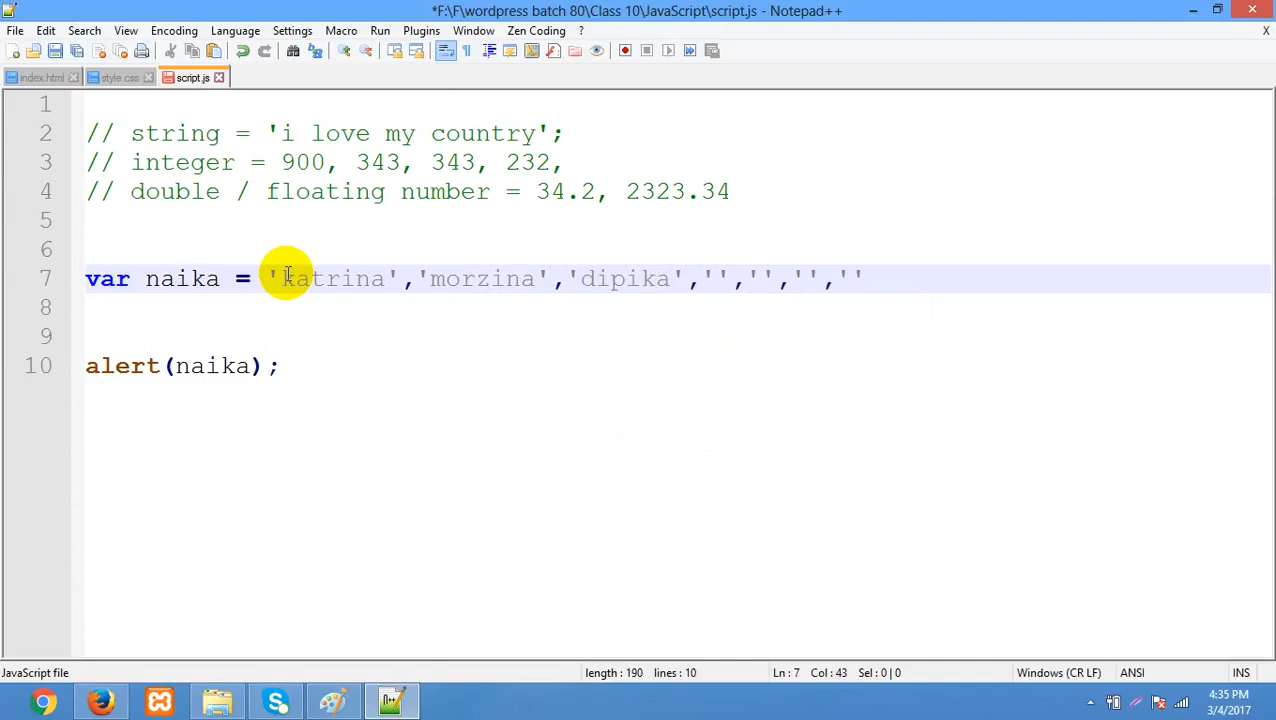 *F:\F\wordpress batch 80\Class 10\JavaScript\script.js - Notepad++
File Edit Search View Encoding Language Settings Macro Run Plugins Window Zen Coding ? X
index.html style.css script.js
1
2 // string = 'i love my country';
3 // integer = 900, 343, 343, 232,
4 // double / floating number = 34.2, 2323.34
5
6
7 var naika = 'katrina','morzina','dipika','','','',''
8
9
10 alert(naika);
JavaScript file length : 190 lines : 10 Ln : 7 Col : 43 Sel : 0 | 0 Windows (CR LF) ANSI INS
4:35 PM
3/4/2017